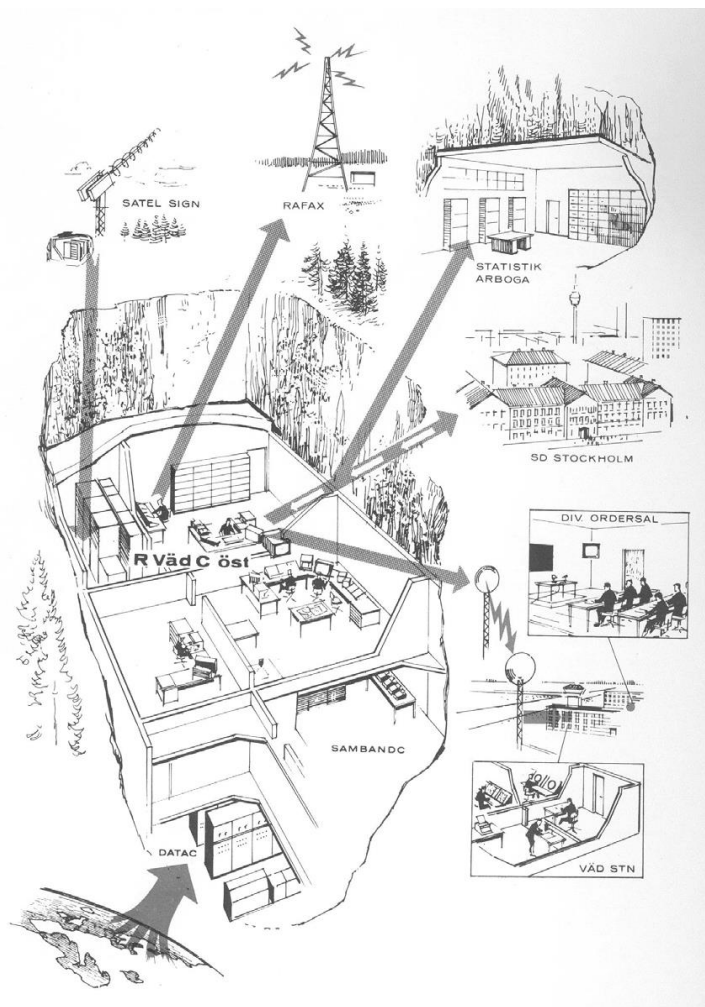 SATEL SIGN
RAFAX
STATISTIK
ARBOGA
SD STOCKHOLM
DIV. ORDERSAL
R Väd C öst
SAMBANDC
DATAC
VÄD STN